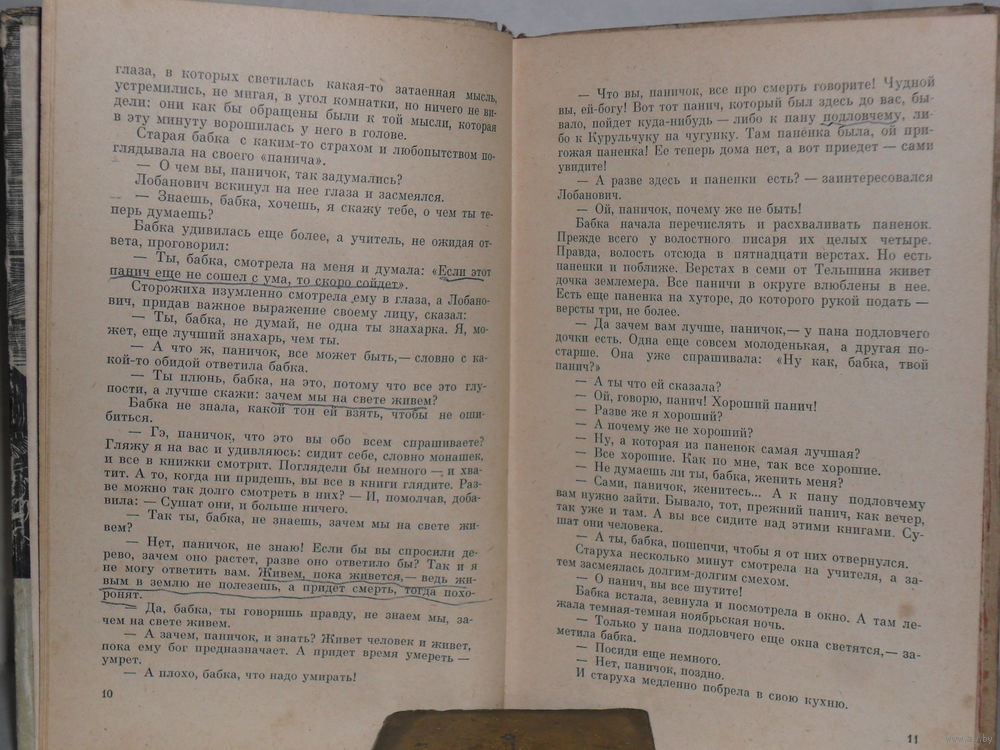 глаза, в которых светилась какая-то затаенная мысль,
устремились, не мигая, в угол комнатки, но ничего не ви-
дели: они как бы обращены были к той мысли, которая
в эту минуту ворошилась у него в голове.
Старая бабка с каким-то страхом и любопытством по-
глядывала на своего «панича».
— О чем вы, паничок, так задумались?
Лобанович вскинул на нее глаза и засмеялся.
— Знаешь, бабка, хочешь, я скажу тебе, о чем ты те-
перь думаешь?
Бабка удивилась еще более, а учитель, не ожидая от-
вета, проговорил:
— Ты, бабка, смотрела на меня и думала: «Если этот
панич еще не сошел с ума, то скоро сойдет».
Сторожиха изумленно смотрела ему в глаза, а Лобано-
вич, придав важное выражение своему лицу, сказал:
— Ты, бабка, не думай, не одна ты знахарка. Я, мо-
жет, еще лучший знахарь, чем ты.
— А что ж, паничок, все может быть,— словно с ка-
кой-то обидой ответила бабка.
— Ты плюнь, бабка, на это, потому что все это глу-
пости, а лучше скажи: зачем мы на свете живем?
Бабка не знала, какой тон ей взять, чтобы не оши-
биться.
— Гэ, паничок, что это вы обо всем спрашиваете?
Гляжу я на вас и удивляюсь: сидит себе, словно монашек,
и все в книжки смотрит. Поглядели бы немного — и хва-
тит. А то, когда ни придешь, вы все в книги глядите. Раз-
ве можно так долго смотреть в них? — И, помолчав, доба-
вила: — Сушат они, и больше ничего.
— Так ты, бабка, не знаешь, зачем мы на свете жи-
вем?
— Нет, паничок, не знаю! Если бы вы спросили де-
рево, зачем оно растет, разве оно ответило бы? Так и я
не могу ответить вам. Живем, пока живется,— ведь жи-
вым в землю не полезешь, а придет смерть, тогда похо-
ронят.
— Да, бабка, ты говоришь правду, не знаем мы, за-
чем на свете живем.
— А зачем, паничок, и знать? Живет человек и живет,
пока ему бог предназначает. А придет время умереть —
умрет.
— А плохо, бабка, что надо умирать!
10
— Что вы, паничок, все про смерть говорите! Чудной
вы, ей-богу! Вот тот панич, который был здесь до вас, бы-
вало, пойдет куда-нибудь — либо к пану подловчему, ли-
бо к Курульчуку на чугунку. Там паненка была, ой при-
гожая паненка! Ее теперь дома нет, а вот приедет — сами
увидите!
— А разве здесь и паненки есть? — заинтересовался
Лобанович.
— Ой, паничок, почему же не быть!
Бабка начала перечислять и расхваливать паненок.
Прежде всего у волостного писаря их целых четыре.
Правда, волость отсюда в пятнадцати верстах. Но есть
паненки и поближе. Верстах в семи от Тельшина живет
дочка землемера. Все паничи в округе влюблены в нее.
Есть еще паненка на хуторе, до которого рукой подать —
версты три, не более.
— Да зачем вам лучше, паничок,— у пана подловчего
дочки есть. Одна еще совсем молоденькая, а другая по-
старше. Она уже спрашивала: «Ну как, бабка, твой
панич?»
— А ты что ей сказала?
— Ой, говорю, панич! Хороший панич!
— Разве же я хороший?
— А почему же не хороший?
— Ну, а которая из паненок самая лучшая?
— Все хорошие. Как по мне, так все хорошие.
— Не думаешь ли ты, бабка, женить меня?
— Сами, паничок, женитесь... А к пану подловчему
вам нужно зайти. Бывало, тот, прежний панич, как вечер,
так уже и там. А вы все сидите над этими книгами. Су-
шат они человека.
— А ты, бабка, пошепчи, чтобы я от них отвернулся.
Старуха несколько минут смотрела на учителя, а за-
тем засмеялась долгим-долгим смехом.
— О панич, вы все шутите!
Бабка встала, зевнула и посмотрела в окно. А там ле-
жала темная-темная ноябрьская ночь.
— Только у пана подловчего еще окна светятся,— за-
метила бабка.
— Посиди еще немного.
— Нет, паничок, поздно.
И старуха медленно побрела в свою кухню.
11